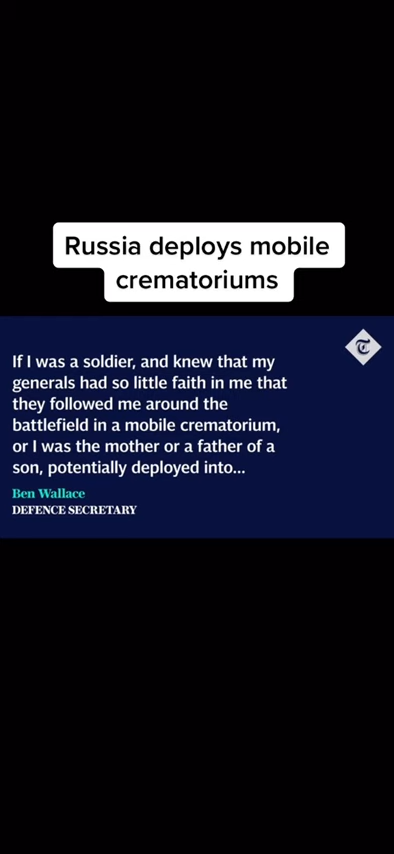 Russia deploys mobile
crematoriums
If I was a soldier, and knew that my
generals had so little faith in me that
they followed me around the
battlefield in a mobile crematorium,
or I was the mother or a father of a
son, potentially deployed into...
Ben Wallace
DEFENCE SECRETARY
T